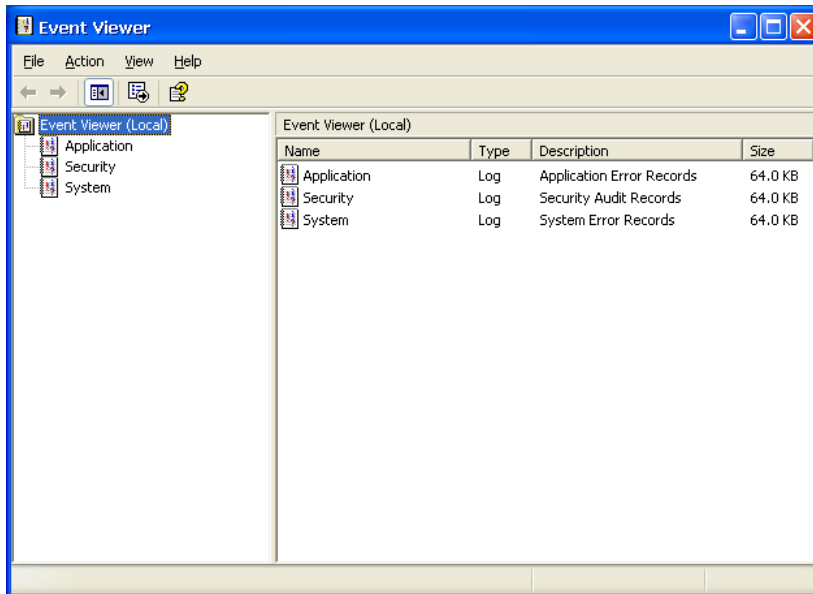 Event Viewer
File Action View Help
Event Viewer (Local)
Application
Security
System
Event Viewer (Local)
Name Type Description Size
Application Log Application Error Records 64.0 KB
Security Log Security Audit Records 64.0 KB
System Log System Error Records 64.0 KB